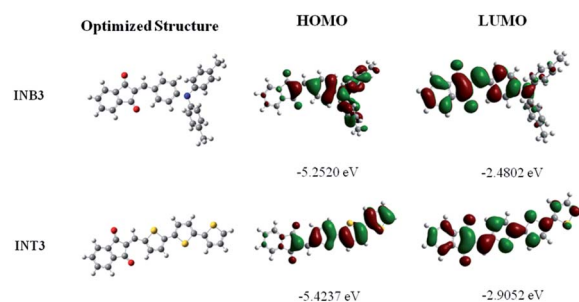 Optimized Structure HOMO LUMO
INB3
-5.2520 eV -2.4802 eV
INT3
-5.4237 eV -2.9052 eV